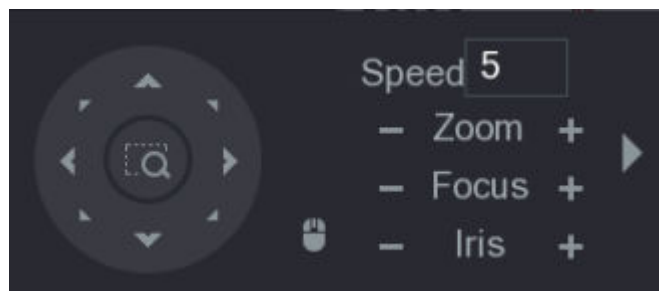 Speed 5
− Zoom +
− Focus +
− Iris +